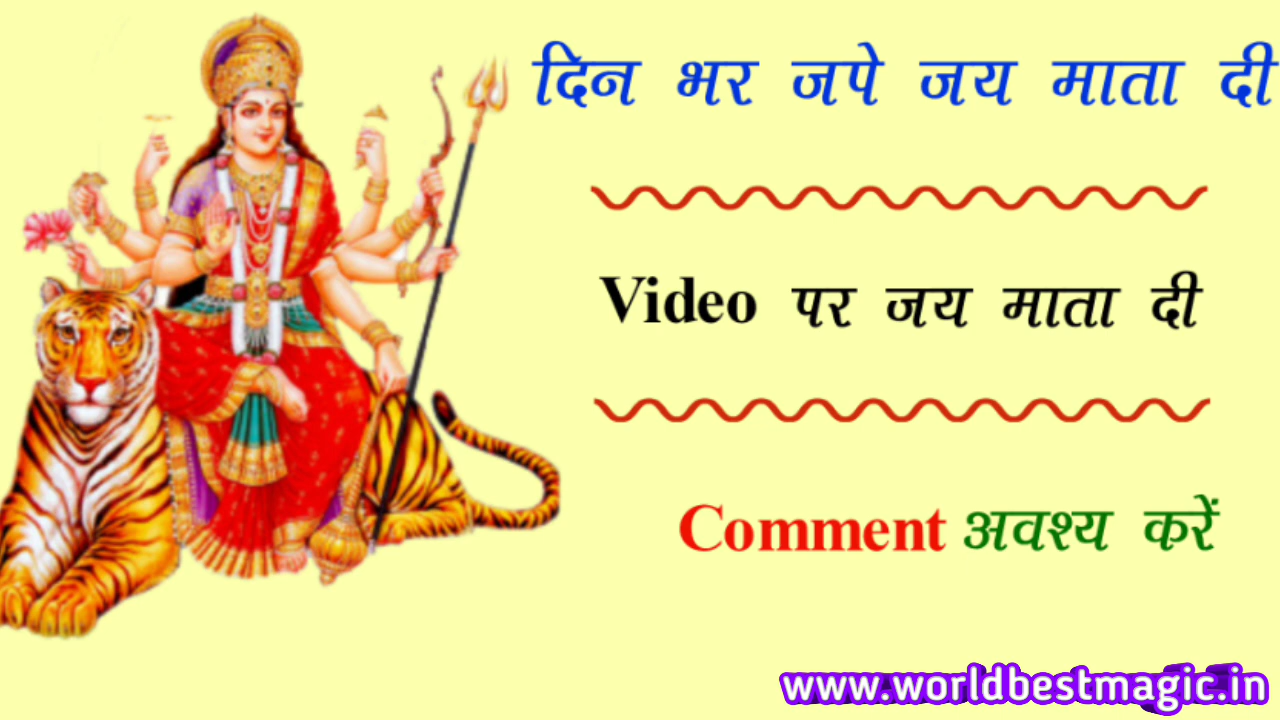 दिन भर जपे जय माता दी
Video पर जय माता दी
Comment अवश्य करें
www.worldbestmagic.in